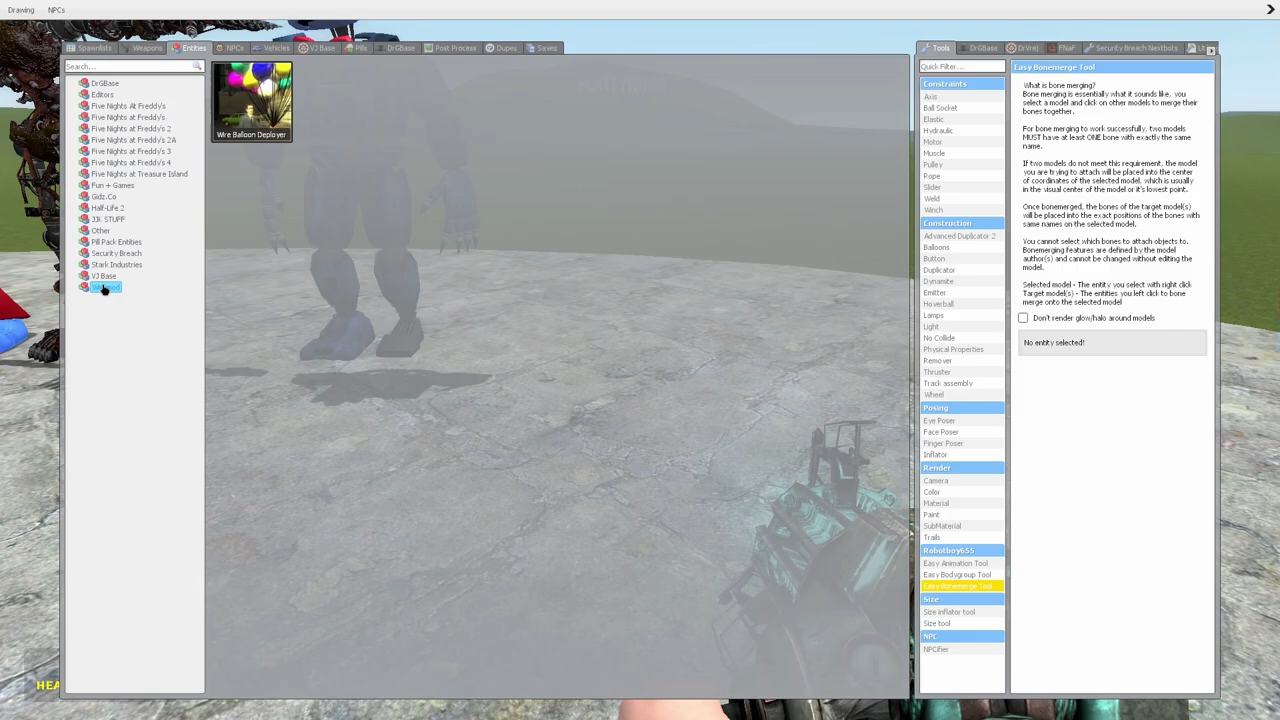 Drawing NPCs
Spawnlists Weapons Entities NPCs Vehicles VJ Base Pills DrGBase Post Process Dupes Saves
Search...
DrGBase
Editors
Five Nights At Freddy's
Five Nights at Freddy's
Five Nights at Freddy's 2
Five Nights at Freddy's 2A
Five Nights at Freddy's 3
Five Nights at Freddy's 4
Five Nights at Treasure Island
Fun + Games
Gidz.Co
Half-Life 2
JJK STUFF
Other
Pill Pack Entities
Security Breach
Stark Industries
VJ Base
Wire Balloon Deployer
Tools DrGBase DrVrej FNaF Security Breach Nextbots
Quick Filter...
Constraints
Axis
Ball Socket
Elastic
Hydraulic
Motor
Muscle
Pulley
Rope
Slider
Weld
Winch
Construction
Advanced Duplicator 2
Balloons
Button
Duplicator
Dynamite
Emitter
Hoverball
Lamps
Light
No Collide
Physical Properties
Remover
Thruster
Track assembly
Wheel
Posing
Eye Poser
Face Poser
Finger Poser
Inflator
Render
Camera
Color
Material
Paint
SubMaterial
Trails
Robotboy655
Easy Animation Tool
Easy Bodygroup Tool
Easy Bonemerge Tool
Size
Size inflator tool
Size tool
NPC
NPCifier
Easy Bonemerge Tool
What is bone merging?
Bone merging is essentially what it sounds like, you
select a model and click on other models to merge their
bones together.
For bone merging to work successfully, two models
MUST have at least ONE bone with exactly the same
name.
If two models do not meet this requirement, the model
you are trying to attach will be placed into the center
of coordinates of the selected model, which is usually
in the visual center of the model or it's lowest point.
Once bonemerged, the bones of the target model(s)
will be placed into the exact positions of the bones with
same names on the selected model.
You cannot select which bones to attach objects to.
Bonemerging features are defined by the model
author(s) and cannot be changed without editing the
model.
Selected model - The entity you select with right click
Target model(s) - The entities you left click to bone
merge onto the selected model
Don't render glow/halo around models
No entity selected!